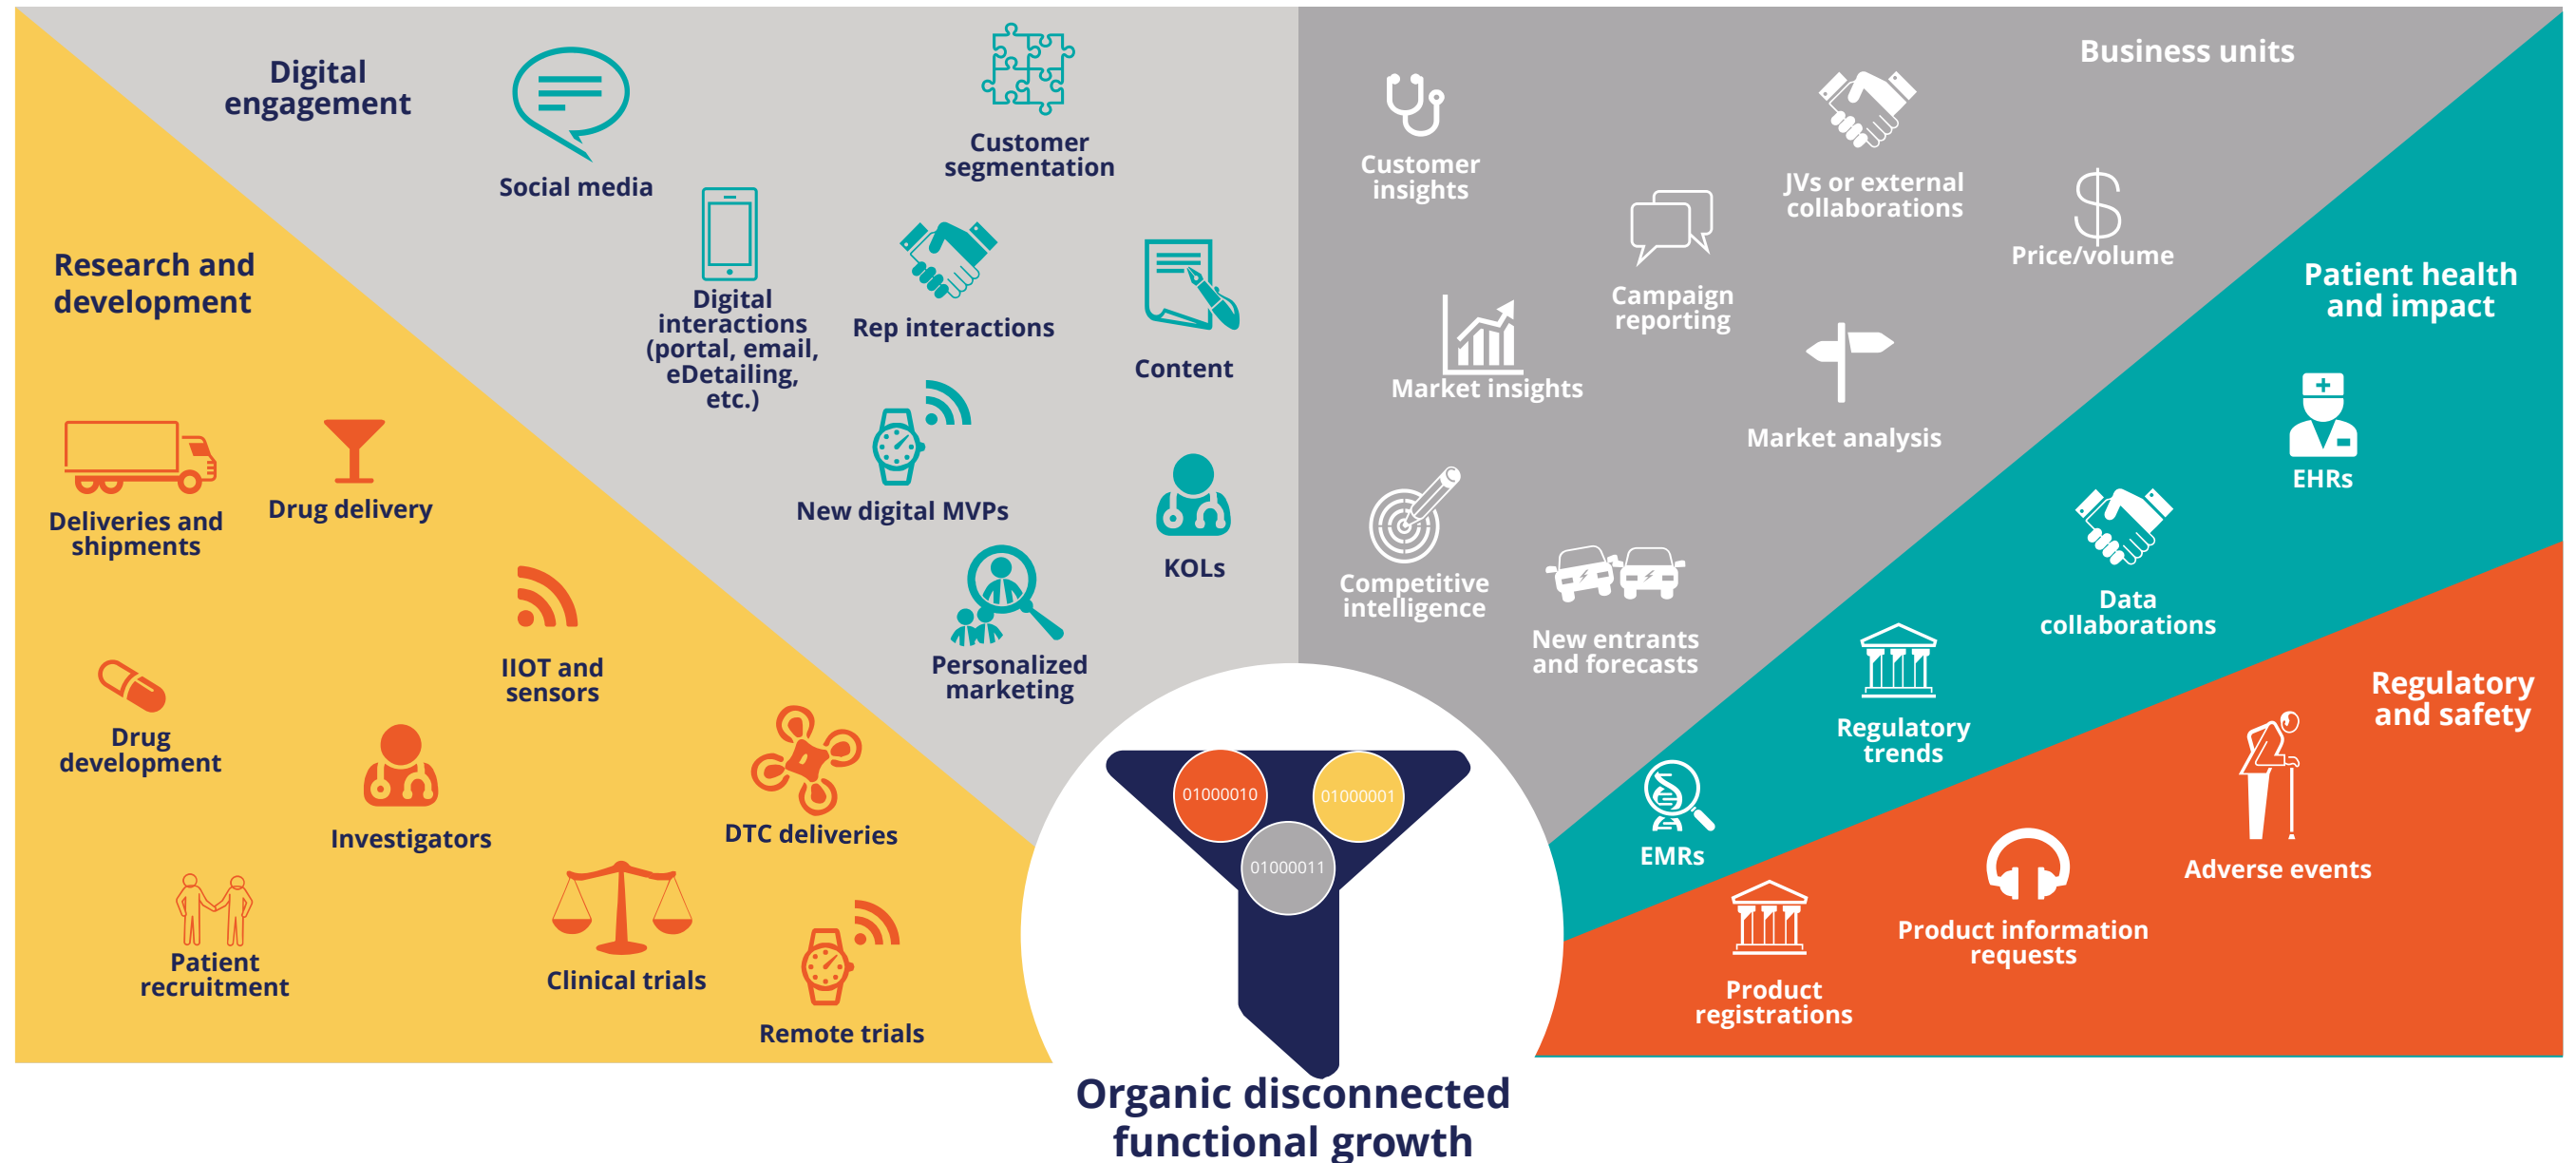 Research and
development
Deliveries and
shipments
Drug delivery
IIOT and
sensors
Drug
development
Investigators
DTC deliveries
Patient
recruitment
Clinical trials
Remote trials
Digital
engagement
Social media
Customer
segmentation
Digital
interactions
(portal, email,
eDetailing,
etc.)
Rep interactions
Content
New digital MVPs
KOLs
Personalized
marketing
Business units
Customer
insights
JVs or external
collaborations
Price/volume
Campaign
reporting
Market insights
Market analysis
Competitive
intelligence
New entrants
and forecasts
Patient health
and impact
EHRs
Data
collaborations
Regulatory
trends
EMRs
Regulatory
and safety
Adverse events
Product information
requests
Product
registrations
01000010
01000001
01000011
Organic disconnected
functional growth